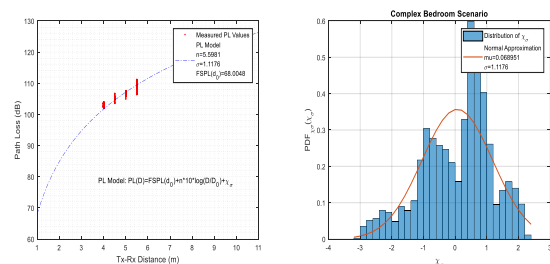 130
120
110
100
90
80
70
60
1 2 3 4 5 6 7 8 9 10 11
Path Loss (dB)
Tx-Rx Distance (m)
Measured PL Values
PL Model
n=5.5981
σ=1.1176
FSPL(d0)=68.0048
PL Model: PL(D)=FSPL(d0)+n*10*log(D/D0)+χσ
Complex Bedroom Scenario
0.6
0.5
0.4
0.3
0.2
0.1
0
-4 -3 -2 -1 0 1 2 3
PDF χσ(χσ)
χσ
Distribution of χσ
Normal Approximation
mu=0.068951
σ=1.1176